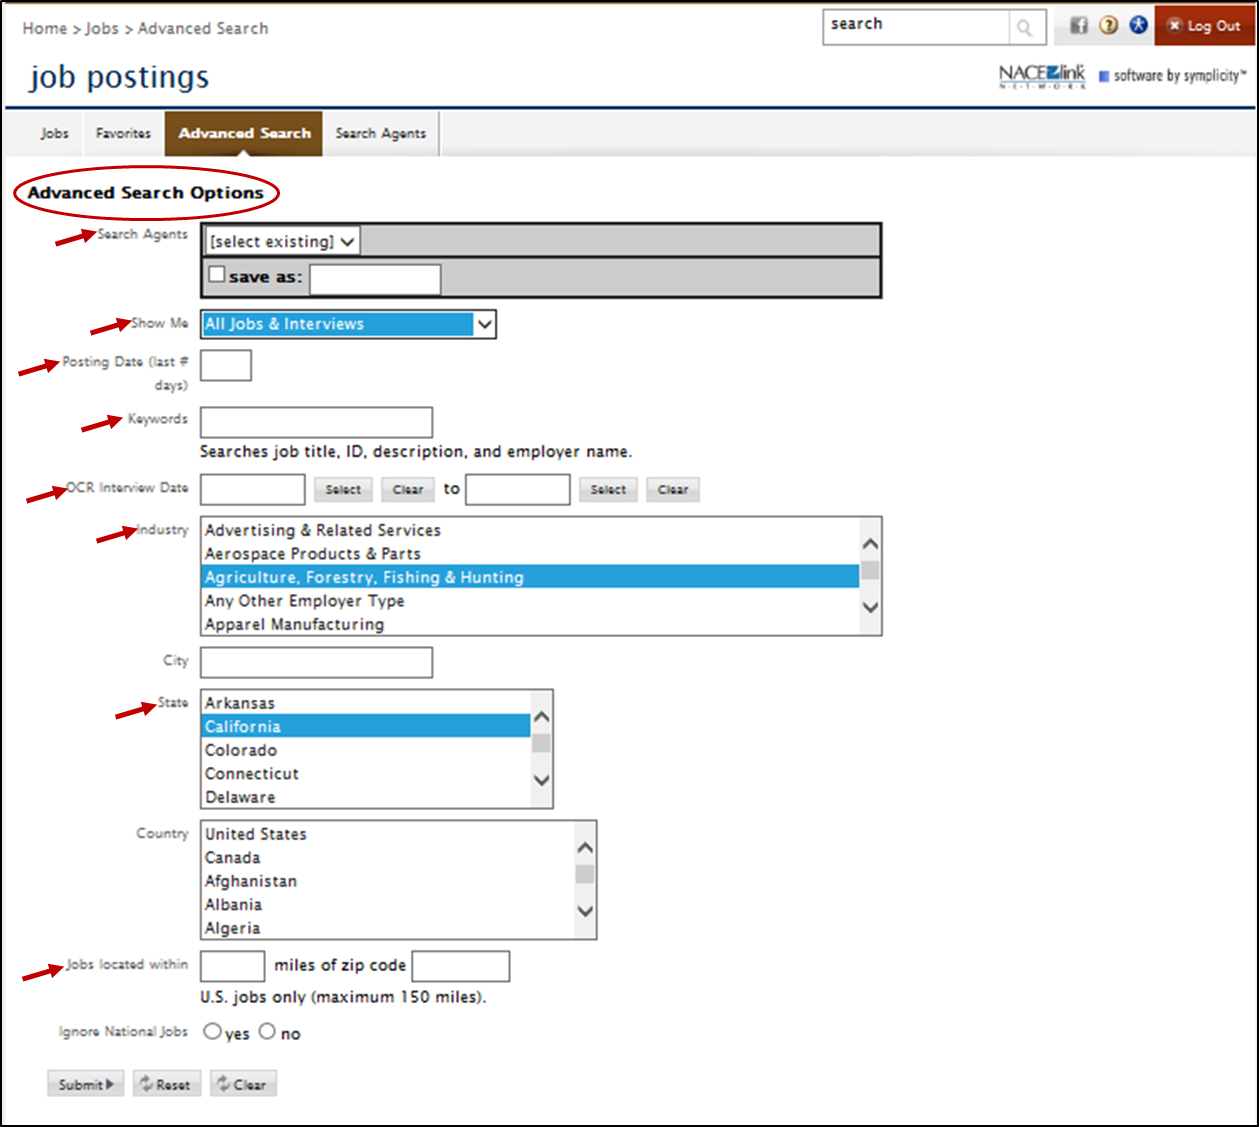 Home > Jobs > Advanced Search
search
f
?
Log Out
job postings
NACElink
N·E·T·W·O·R·K
software by symplicity™
Jobs
Favorites
Advanced Search
Search Agents
Advanced Search Options
Search Agents
[select existing]
save as:
Show Me
All Jobs & Interviews
Posting Date (last #
days)
Keywords
Searches job title, ID, description, and employer name.
OCR Interview Date
Select
Clear
to
Select
Clear
Industry
Advertising & Related Services
Aerospace Products & Parts
Agriculture, Forestry, Fishing & Hunting
Any Other Employer Type
Apparel Manufacturing
City
State
Arkansas
California
Colorado
Connecticut
Delaware
Country
United States
Canada
Afghanistan
Albania
Algeria
Jobs located within
miles of zip code
U.S. jobs only (maximum 150 miles).
Ignore National Jobs
yes
no
Submit
Reset
Clear